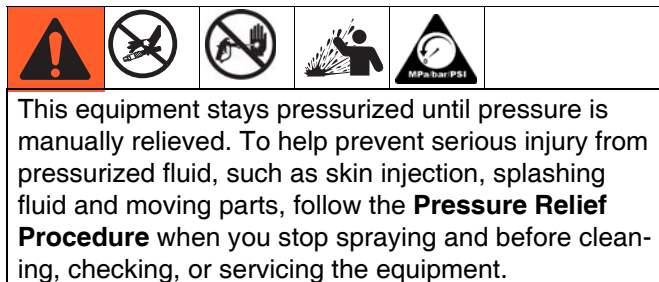 MPa/bar/PSI
This equipment stays pressurized until pressure is
manually relieved. To help prevent serious injury from
pressurized fluid, such as skin injection, splashing
fluid and moving parts, follow the Pressure Relief
Procedure when you stop spraying and before clean-
ing, checking, or servicing the equipment.